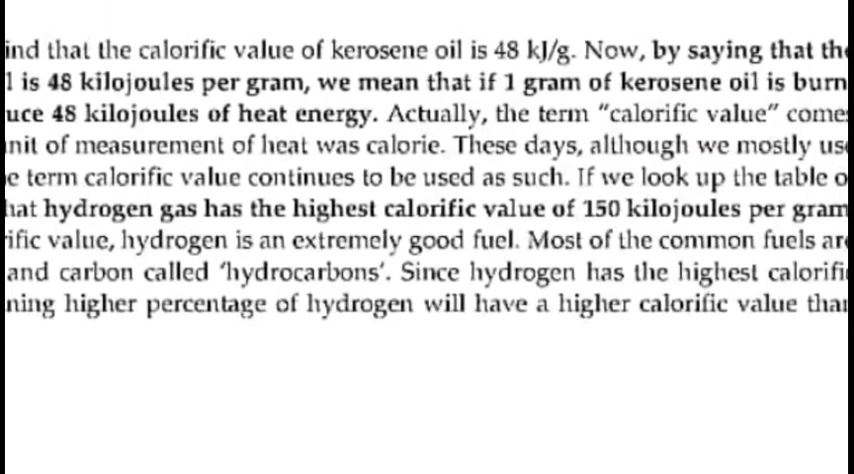 ind that the calorific value of kerosene oil is 48 kJ/g. Now, by saying that the
l is 48 kilojoules per gram, we mean that if 1 gram of kerosene oil is burn
uce 48 kilojoules of heat energy. Actually, the term "calorific value" comes
nit of measurement of heat was calorie. These days, although we mostly us
e term calorific value continues to be used as such. If we look up the table o
hat hydrogen gas has the highest calorific value of 150 kilojoules per gram
ific value, hydrogen is an extremely good fuel. Most of the common fuels are
and carbon called 'hydrocarbons'. Since hydrogen has the highest calorifi
ning higher percentage of hydrogen will have a higher calorific value than